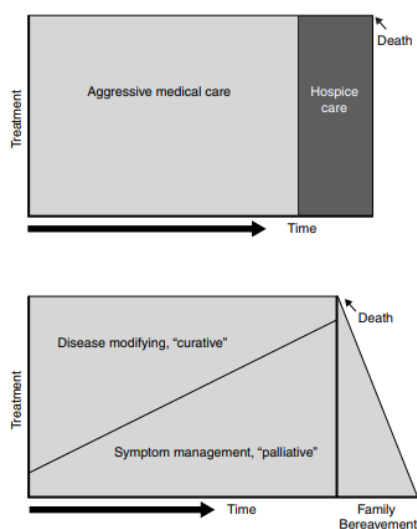 Death
Aggressive medical care
Hospice
care
Treatment
Time
Death
Disease modifying, “curative”
Symptom management, “palliative”
Treatment
Time
Family
Bereavement